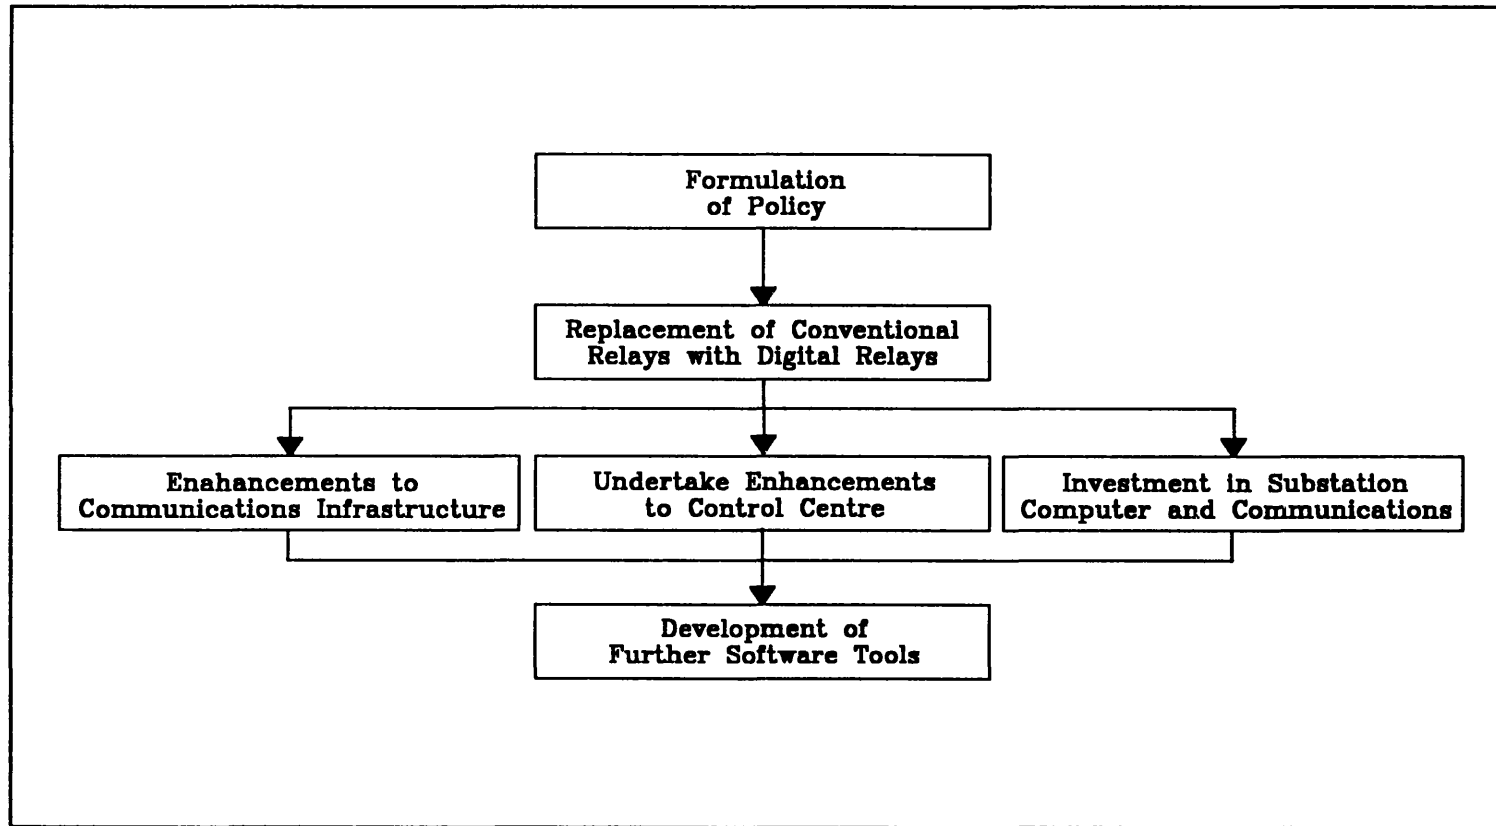 Formulation
of Policy
Replacement of Conventional
Relays with Digital Relays
Enahancements to
Communications Infrastructure
Undertake Enhancements
to Control Centre
Investment in Substation
Computer and Communications
Development of
Further Software Tools